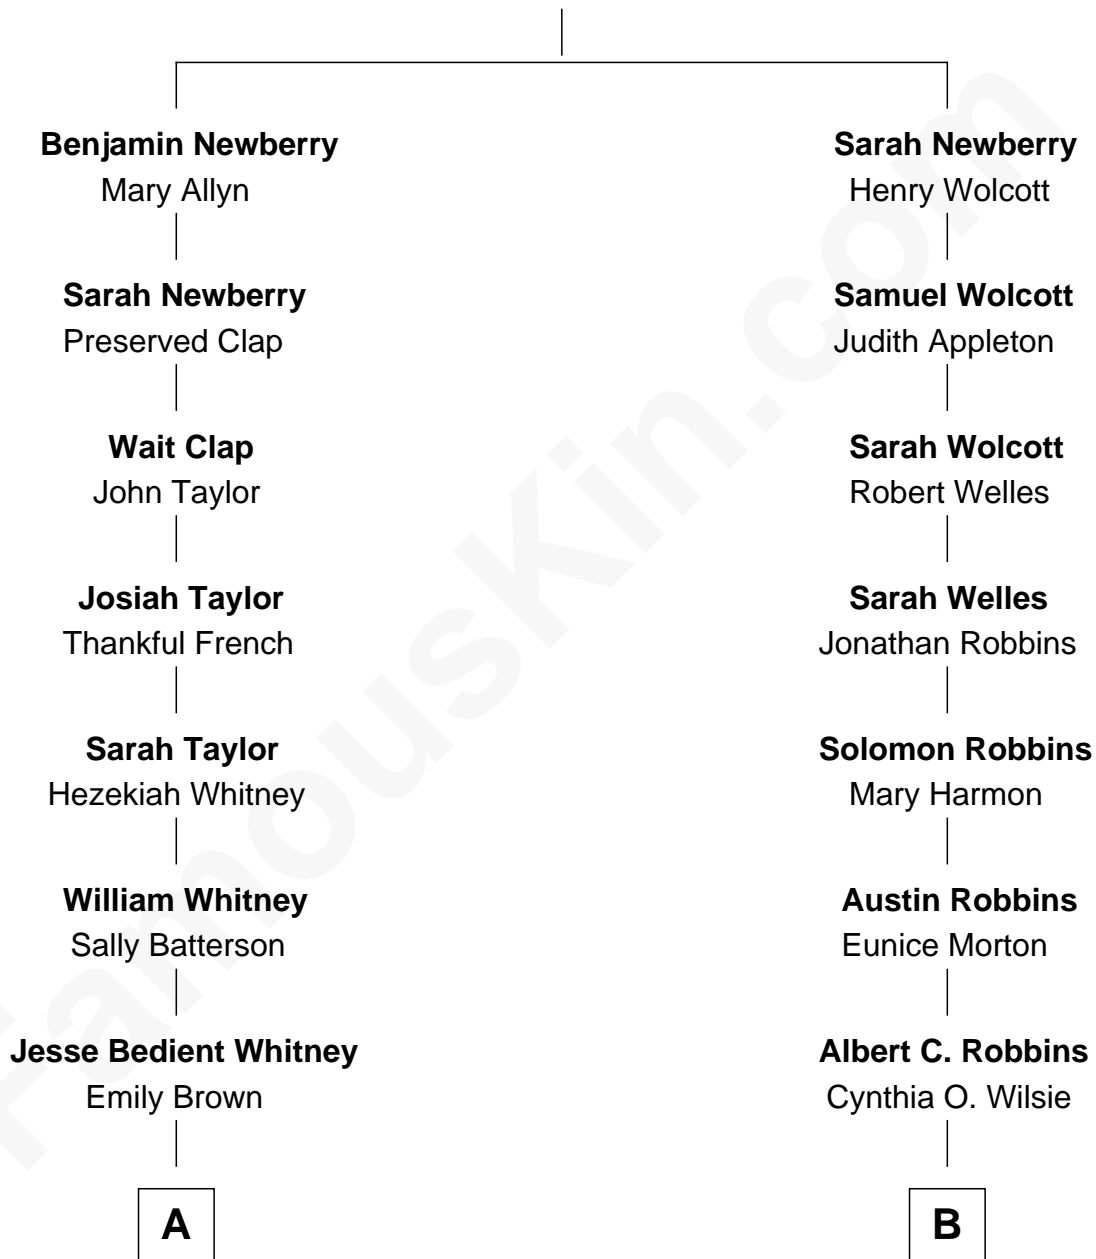 Benjamin Newberry
Mary Allyn
Sarah Newberry
Preserved Clap
Wait Clap
John Taylor
Josiah Taylor
Thankful French
Sarah Taylor
Hezekiah Whitney
William Whitney
Sally Batterson
Jesse Bedient Whitney
Emily Brown
A
Sarah Newberry
Henry Wolcott
Samuel Wolcott
Judith Appleton
Sarah Wolcott
Robert Welles
Sarah Welles
Jonathan Robbins
Solomon Robbins
Mary Harmon
Austin Robbins
Eunice Morton
Albert C. Robbins
Cynthia O. Wilsie
B
FamousKin.com